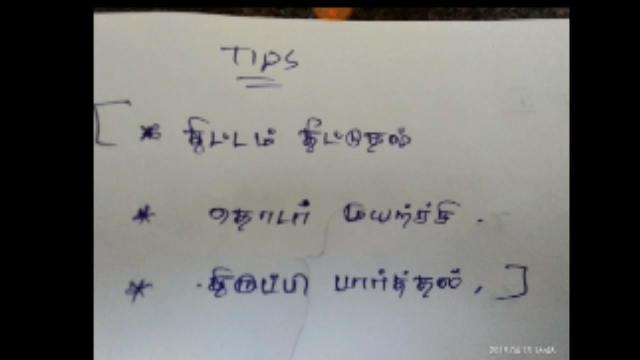 TIPS
[ * திட்டம் தீட்டுதல்
* தொடர் முயற்சி .
* திருப்பி பார்த்தல் , ]